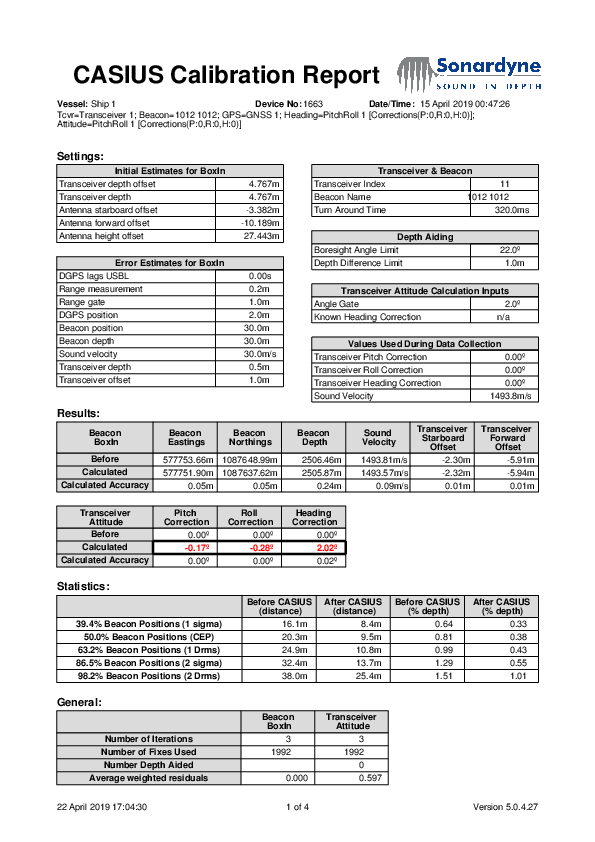 CASIUS Calibration Report
Sonardyne
SOUND IN DEPTH
Vessel: Ship 1 Device No: 1663 Date/Time: 15 April 2019 00:47:26
Tcvr=Transceiver 1; Beacon=1012 1012; GPS=GNSS 1; Heading=PitchRoll 1 [Corrections(P:0,R:0,H:0)];
Attitude=PitchRoll 1 [Corrections(P:0,R:0,H:0)]
Settings:
Initial Estimates for BoxIn
Transceiver depth offset 4.767m
Transceiver depth 4.767m
Antenna starboard offset -3.382m
Antenna forward offset -10.189m
Antenna height offset 27.443m
Error Estimates for BoxIn
DGPS lags USBL 0.00s
Range measurement 0.2m
Range gate 1.0m
DGPS position 2.0m
Beacon position 30.0m
Beacon depth 30.0m
Sound velocity 30.0m/s
Transceiver depth 0.5m
Transceiver offset 1.0m
Transceiver & Beacon
Transceiver Index 11
Beacon Name 1012 1012
Turn Around Time 320.0ms
Depth Aiding
Boresight Angle Limit 22.0º
Depth Difference Limit 1.0m
Transceiver Attitude Calculation Inputs
Angle Gate 2.0º
Known Heading Correction n/a
Values Used During Data Collection
Transceiver Pitch Correction 0.00º
Transceiver Roll Correction 0.00º
Transceiver Heading Correction 0.00º
Sound Velocity 1493.8m/s
Results:
Beacon BoxIn Beacon Eastings Beacon Northings Beacon Depth Sound Velocity Transceiver Starboard Offset Transceiver Forward Offset
Before 577753.66m 1087648.99m 2506.46m 1493.81m/s -2.30m -5.91m
Calculated 577751.90m 1087637.62m 2505.87m 1493.57m/s -2.32m -5.94m
Calculated Accuracy 0.05m 0.05m 0.24m 0.09m/s 0.01m 0.01m
Transceiver Attitude Pitch Correction Roll Correction Heading Correction
Before 0.00º 0.00º 0.00º
Calculated -0.17º -0.28º 2.02º
Calculated Accuracy 0.00º 0.00º 0.02º
Statistics:
Before CASIUS (distance) After CASIUS (distance) Before CASIUS (% depth) After CASIUS (% depth)
39.4% Beacon Positions (1 sigma) 16.1m 8.4m 0.64 0.33
50.0% Beacon Positions (CEP) 20.3m 9.5m 0.81 0.38
63.2% Beacon Positions (1 Drms) 24.9m 10.8m 0.99 0.43
86.5% Beacon Positions (2 sigma) 32.4m 13.7m 1.29 0.55
98.2% Beacon Positions (2 Drms) 38.0m 25.4m 1.51 1.01
General:
Beacon BoxIn Transceiver Attitude
Number of Iterations 3 3
Number of Fixes Used 1992 1992
Number Depth Aided 0
Average weighted residuals 0.000 0.597
22 April 2019 17:04:30 1 of 4 Version 5.0.4.27